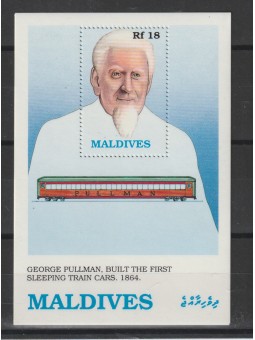 Rf 18
MALDIVES
PULLMAN
GEORGE PULLMAN, BUILT THE FIRST
SLEEPING TRAIN CARS. 1864.
MALDIVES
ދިވެހިރާއްޖެ